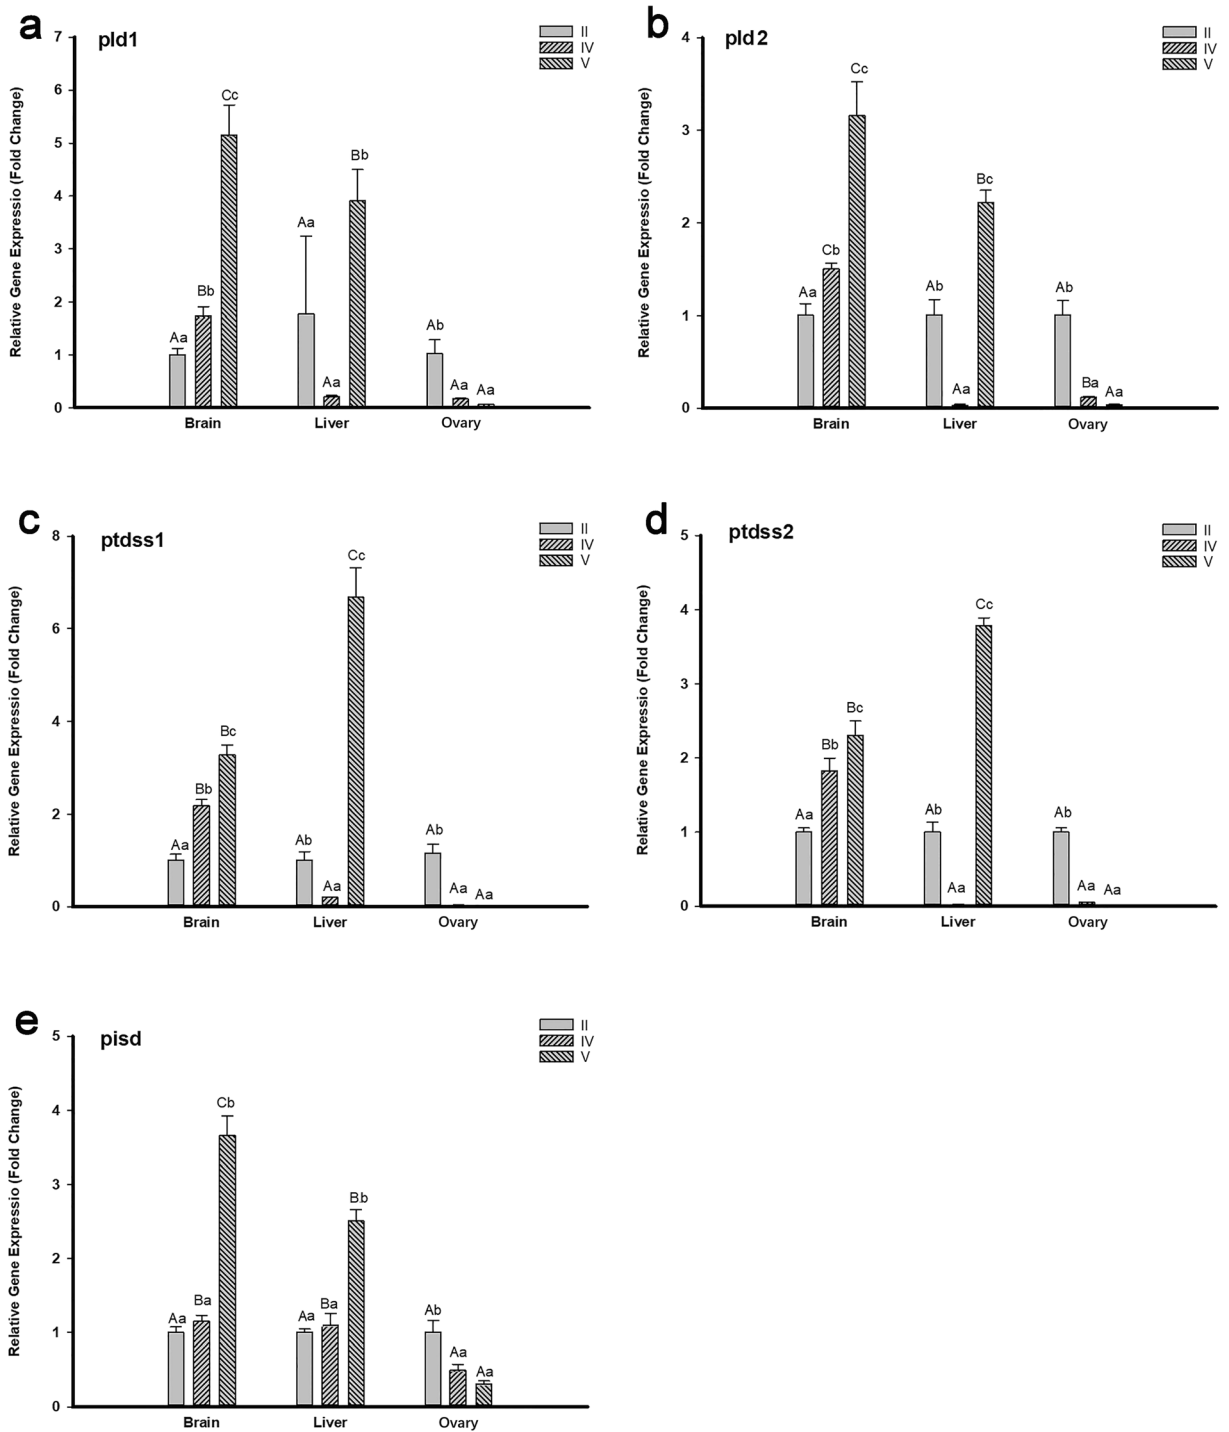 a
pld1
II
IV
V
Relative Gene Expressio (Fold Change)
7
6
5
4
3
2
1
0
Aa
Bb
Cc
Aa
Aa
Bb
Ab
Aa
Aa
Brain Liver Ovary
b
pld2
II
IV
V
Relative Gene Expressio (Fold Change)
4
3
2
1
0
Aa
Cb
Cc
Ab
Aa
Bc
Ab
Ba
Aa
Brain Liver Ovary
c
ptdss1
II
IV
V
Relative Gene Expressio (Fold Change)
8
6
4
2
0
Aa
Bb
Bc
Ab
Aa
Cc
Ab
Aa
Aa
Brain Liver Ovary
d
ptdss2
II
IV
V
Relative Gene Expressio (Fold Change)
5
4
3
2
1
0
Aa
Bb
Bc
Ab
Aa
Cc
Ab
Aa
Aa
Brain Liver Ovary
e
pisd
II
IV
V
Relative Gene Expressio (Fold Change)
5
4
3
2
1
0
Aa
Ba
Cb
Aa
Ba
Bb
Ab
Aa
Aa
Brain Liver Ovary